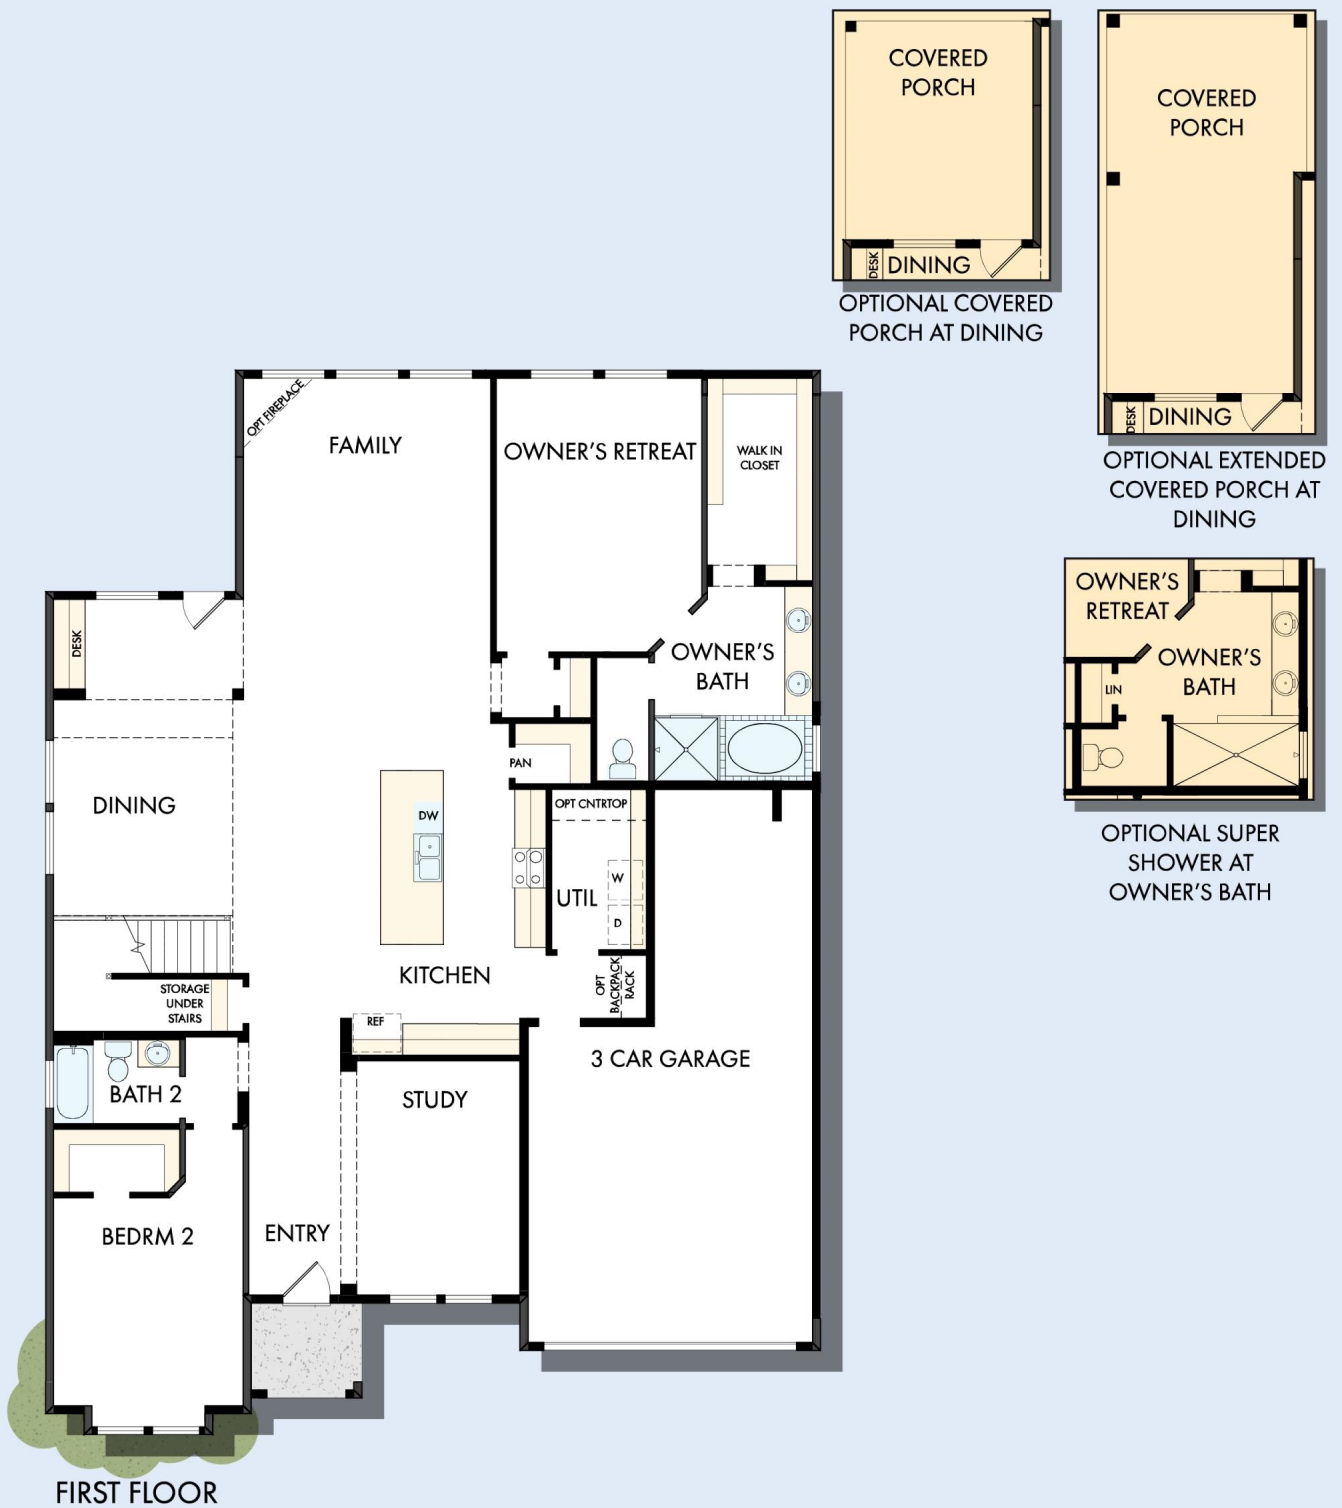 COVERED
PORCH
DESK
DINING
OPTIONAL COVERED
PORCH AT DINING
COVERED
PORCH
DESK
DINING
OPTIONAL EXTENDED
COVERED PORCH AT
DINING
OPT FIREPLACE
FAMILY
OWNER'S RETREAT
WALK IN
CLOSET
OWNER'S
RETREAT
OWNER'S
BATH
LIN
OPTIONAL SUPER
SHOWER AT
OWNER'S BATH
DESK
OWNER'S
BATH
PAN
DINING
DW
OPT CNTRTOP
W
UTIL
D
KITCHEN
OPT
BACKPACK
RACK
STORAGE
UNDER
STAIRS
REF
3 CAR GARAGE
BATH 2
STUDY
BEDRM 2
ENTRY
FIRST FLOOR